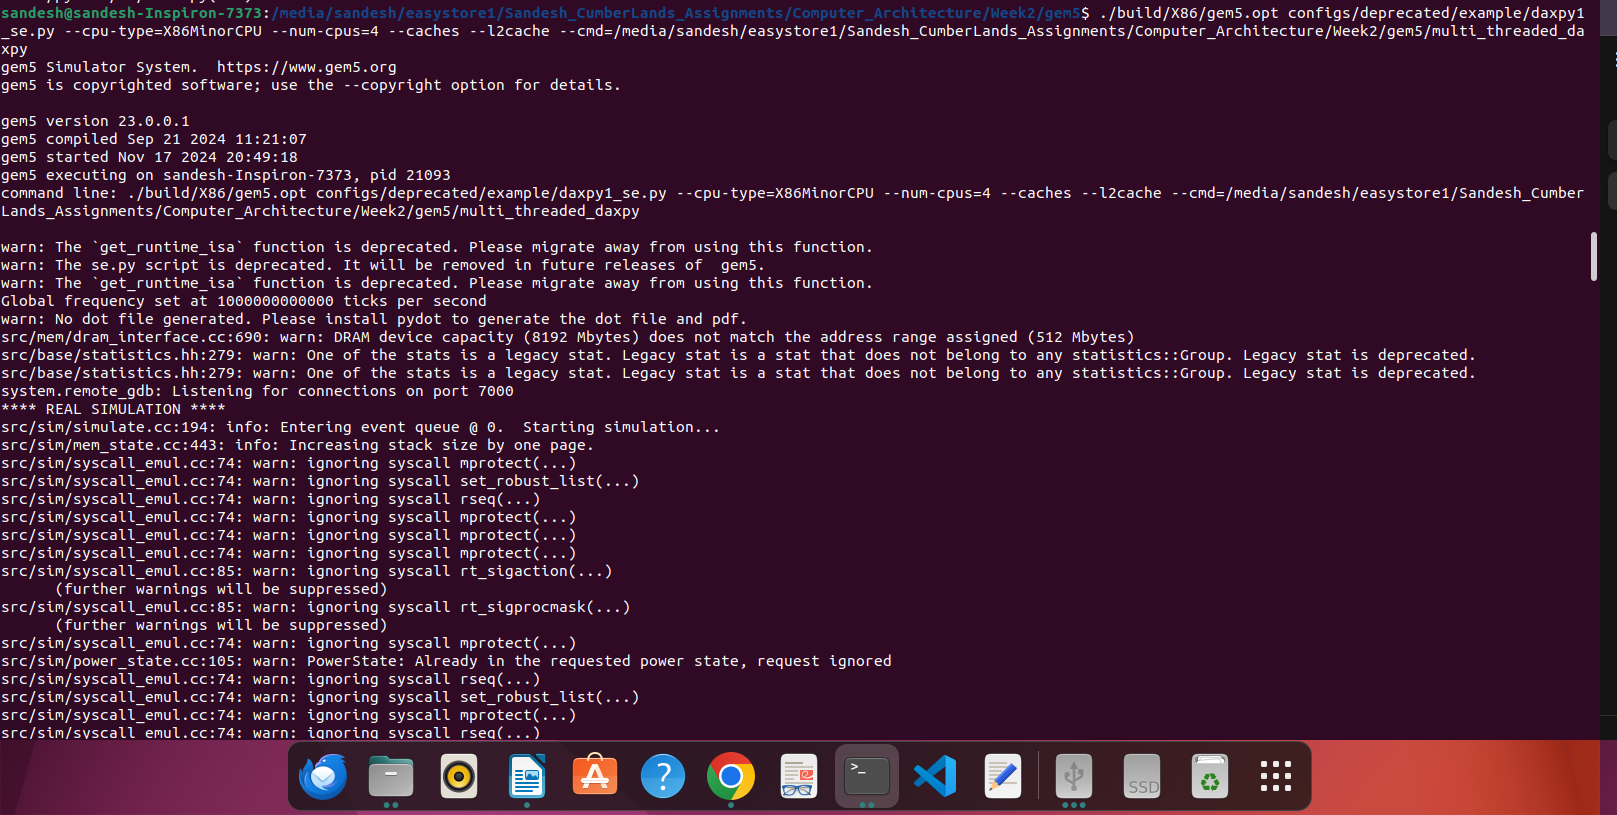 sandesh@sandesh-Inspiron-7373:/media/sandesh/easystore1/Sandesh_CumberLands_Assignments/Computer_Architecture/Week2/gem5$ ./build/X86/gem5.opt configs/deprecated/example/daxpy1
_se.py --cpu-type=X86MinorCPU --num-cpus=4 --caches --l2cache --cmd=/media/sandesh/easystore1/Sandesh_CumberLands_Assignments/Computer_Architecture/Week2/gem5/multi_threaded_da
xpy
gem5 Simulator System.  https://www.gem5.org
gem5 is copyrighted software; use the --copyright option for details.

gem5 version 23.0.0.1
gem5 compiled Sep 21 2024 11:21:07
gem5 started Nov 17 2024 20:49:18
gem5 executing on sandesh-Inspiron-7373, pid 21093
command line: ./build/X86/gem5.opt configs/deprecated/example/daxpy1_se.py --cpu-type=X86MinorCPU --num-cpus=4 --caches --l2cache --cmd=/media/sandesh/easystore1/Sandesh_Cumber
Lands_Assignments/Computer_Architecture/Week2/gem5/multi_threaded_daxpy

warn: The `get_runtime_isa` function is deprecated. Please migrate away from using this function.
warn: The se.py script is deprecated. It will be removed in future releases of  gem5.
warn: The `get_runtime_isa` function is deprecated. Please migrate away from using this function.
Global frequency set at 1000000000000 ticks per second
warn: No dot file generated. Please install pydot to generate the dot file and pdf.
src/mem/dram_interface.cc:690: warn: DRAM device capacity (8192 Mbytes) does not match the address range assigned (512 Mbytes)
src/base/statistics.hh:279: warn: One of the stats is a legacy stat. Legacy stat is a stat that does not belong to any statistics::Group. Legacy stat is deprecated.
src/base/statistics.hh:279: warn: One of the stats is a legacy stat. Legacy stat is a stat that does not belong to any statistics::Group. Legacy stat is deprecated.
system.remote_gdb: Listening for connections on port 7000
**** REAL SIMULATION ****
src/sim/simulate.cc:194: info: Entering event queue @ 0.  Starting simulation...
src/sim/mem_state.cc:443: info: Increasing stack size by one page.
src/sim/syscall_emul.cc:74: warn: ignoring syscall mprotect(...)
src/sim/syscall_emul.cc:74: warn: ignoring syscall set_robust_list(...)
src/sim/syscall_emul.cc:74: warn: ignoring syscall rseq(...)
src/sim/syscall_emul.cc:74: warn: ignoring syscall mprotect(...)
src/sim/syscall_emul.cc:74: warn: ignoring syscall mprotect(...)
src/sim/syscall_emul.cc:74: warn: ignoring syscall mprotect(...)
src/sim/syscall_emul.cc:85: warn: ignoring syscall rt_sigaction(...)
      (further warnings will be suppressed)
src/sim/syscall_emul.cc:85: warn: ignoring syscall rt_sigprocmask(...)
      (further warnings will be suppressed)
src/sim/syscall_emul.cc:74: warn: ignoring syscall mprotect(...)
src/sim/power_state.cc:105: warn: PowerState: Already in the requested power state, request ignored
src/sim/syscall_emul.cc:74: warn: ignoring syscall rseq(...)
src/sim/syscall_emul.cc:74: warn: ignoring syscall set_robust_list(...)
src/sim/syscall_emul.cc:74: warn: ignoring syscall mprotect(...)
src/sim/syscall_emul.cc:74: warn: ignoring syscall rseq(...)
SSD